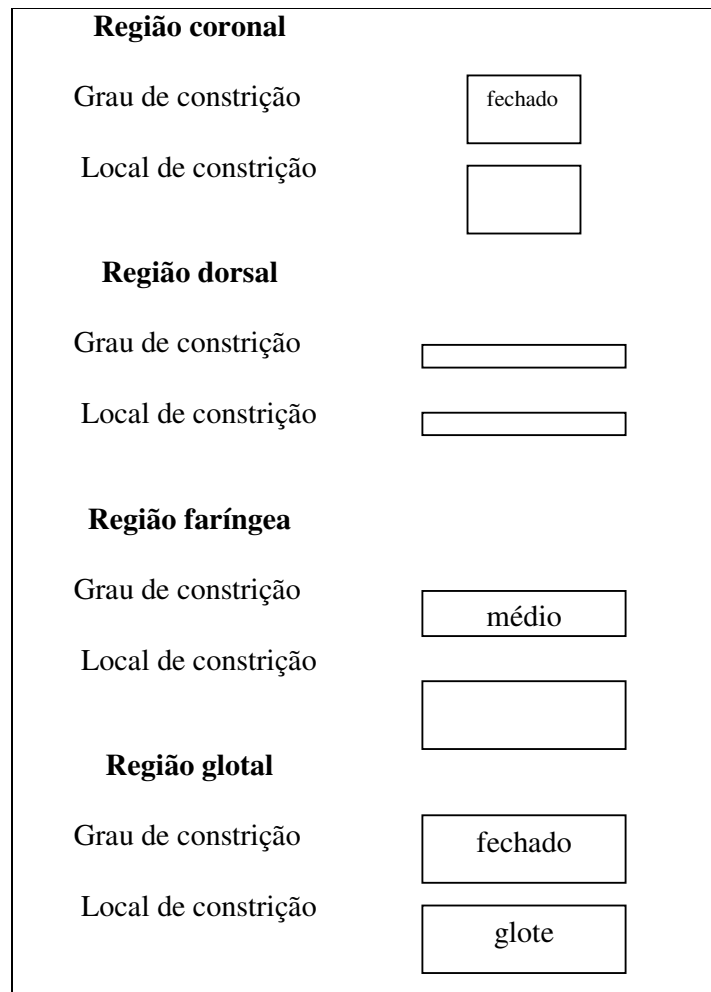 Região coronal
Grau de constrição fechado
Local de constrição
Região dorsal
Grau de constrição
Local de constrição
Região faríngea
Grau de constrição médio
Local de constrição
Região glotal
Grau de constrição fechado
Local de constrição glote